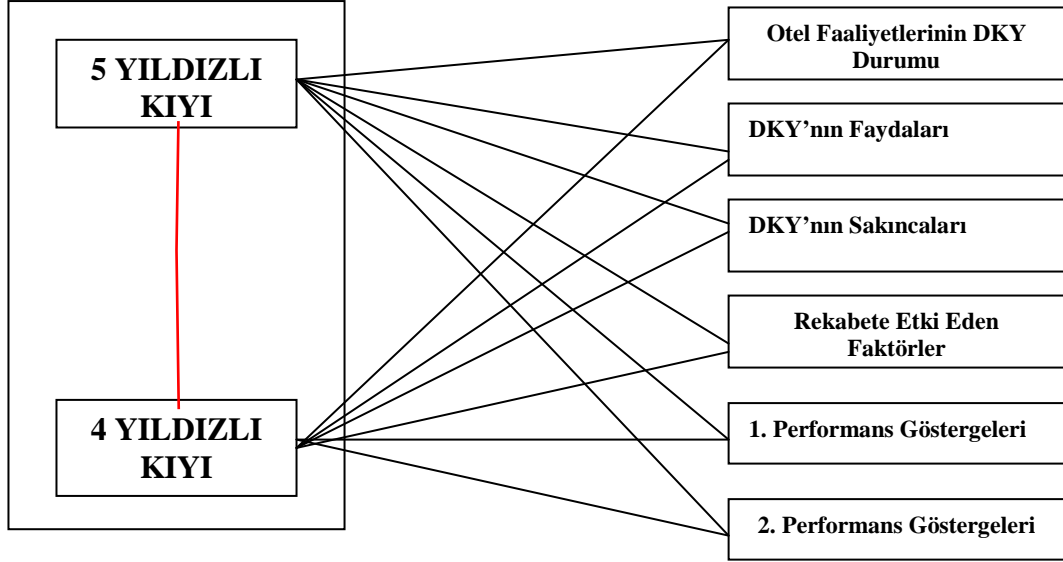 5 YILDIZLI
KIYI
4 YILDIZLI
KIYI
Otel Faaliyetlerinin DKY
Durumu
DKY’nın Faydaları
DKY’nın Sakıncaları
Rekabete Etki Eden
Faktörler
1. Performans Göstergeleri
2. Performans Göstergeleri